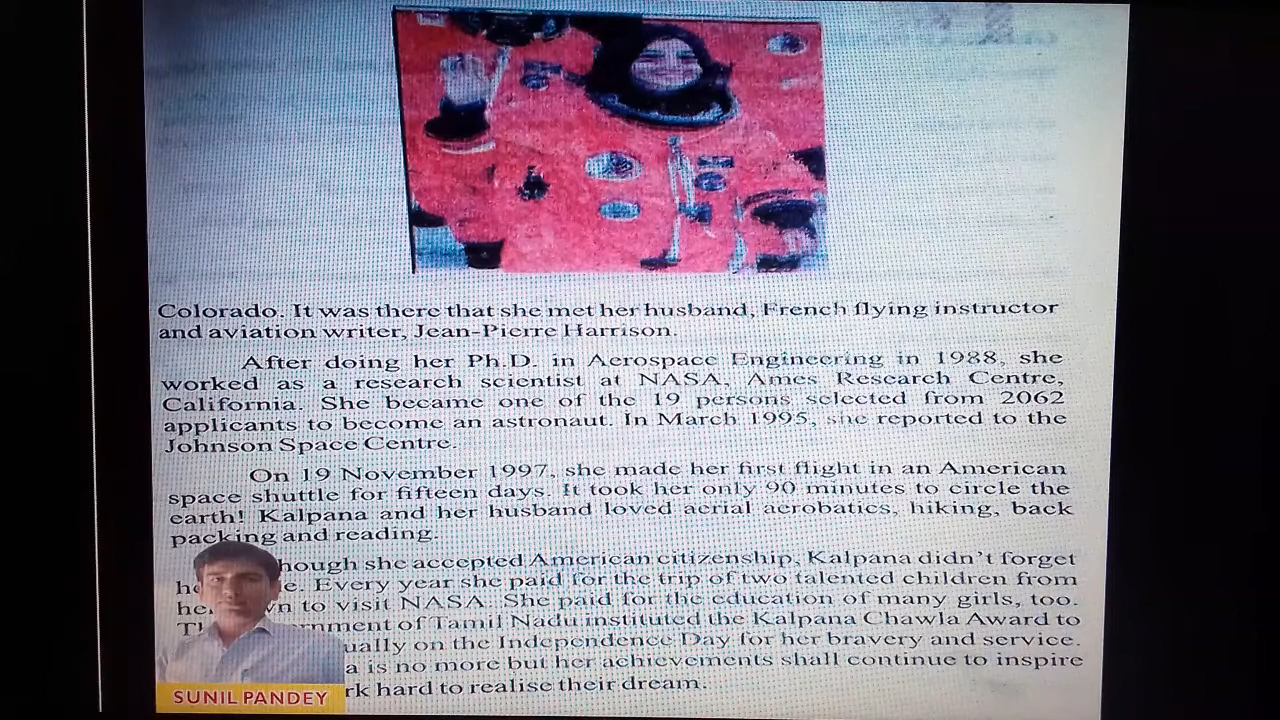 Colorado. It was there that she met her husband, French flying instructor
and aviation writer, Jean-Pierre Harrison.
After doing her Ph.D. in Aerospace Engineering in 1988, she
worked as a research scientist at NASA, Ames Research Centre,
California. She became one of the 19 persons selected from 2062
applicants to become an astronaut. In March 1995, she reported to the
Johnson Space Centre.
On 19 November 1997, she made her first flight in an American
space shuttle for fifteen days. It took her only 90 minutes to circle the
earth! Kalpana and her husband loved aerial aerobatics, hiking, back
packing and reading.
hough she accepted American citizenship, Kalpana didn't forget
e. Every year she paid for the trip of two talented children from
wn to visit NASA. She paid for the education of many girls, too.
rnment of Tamil Nadu instituted the Kalpana Chawla Award to
ually on the Independence Day for her bravery and service.
a is no more but her achievements shall continue to inspire
rk hard to realise their dream.
SUNIL PANDEY